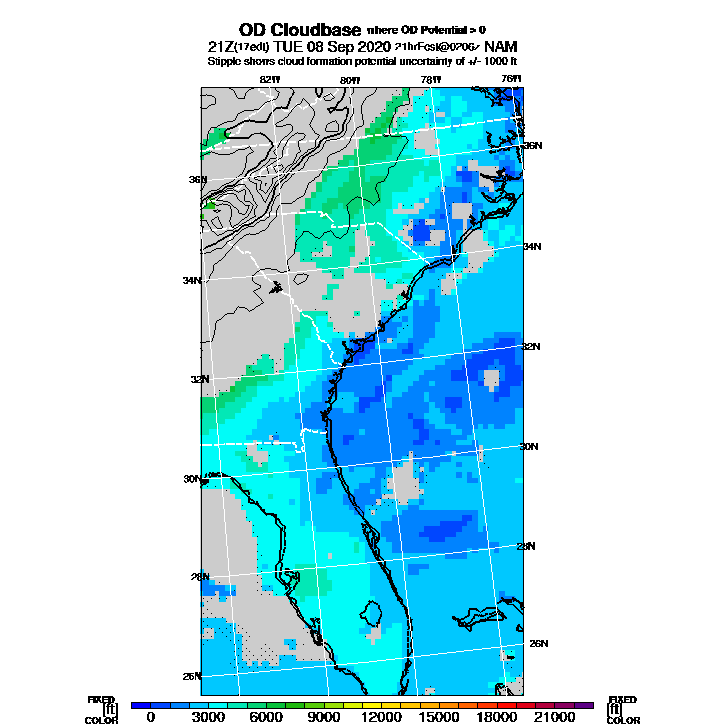 OD Cloudbase where OD Potential > 0
21Z(17edt) TUE 08 Sep 2020 21hrFcst@0206z NAM
Stipple shows cloud formation potential uncertainty of +/- 1000 ft
82W 80W 78W 76W
36N
36N
34N
34N
32N
32N
30N
30N
28N
28N
26N
26N
FIXED FIXED
[ft] [ft]
COLOR COLOR
0 3000 6000 9000 12000 15000 18000 21000